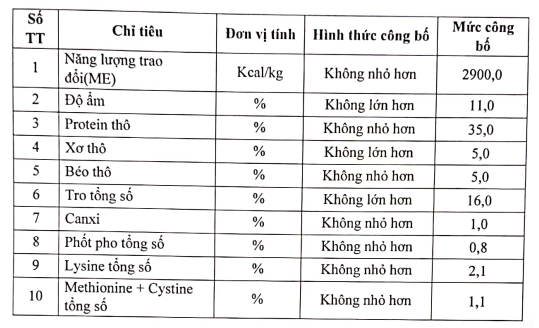 Số TT | Chỉ tiêu | Đơn vị tính | Hình thức công bố | Mức công bố
1 | Năng lượng trao đổi(ME) | Kcal/kg | Không nhỏ hơn | 2900,0
2 | Độ ẩm | % | Không lớn hơn | 11,0
3 | Protein thô | % | Không nhỏ hơn | 35,0
4 | Xơ thô | % | Không lớn hơn | 5,0
5 | Béo thô | % | Không nhỏ hơn | 5,0
6 | Tro tổng số | % | Không lớn hơn | 16,0
7 | Canxi | % | Không nhỏ hơn | 1,0
8 | Phốt pho tổng số | % | Không nhỏ hơn | 0,8
9 | Lysine tổng số | % | Không nhỏ hơn | 2,1
10 | Methionine + Cystine tổng số | % | Không nhỏ hơn | 1,1